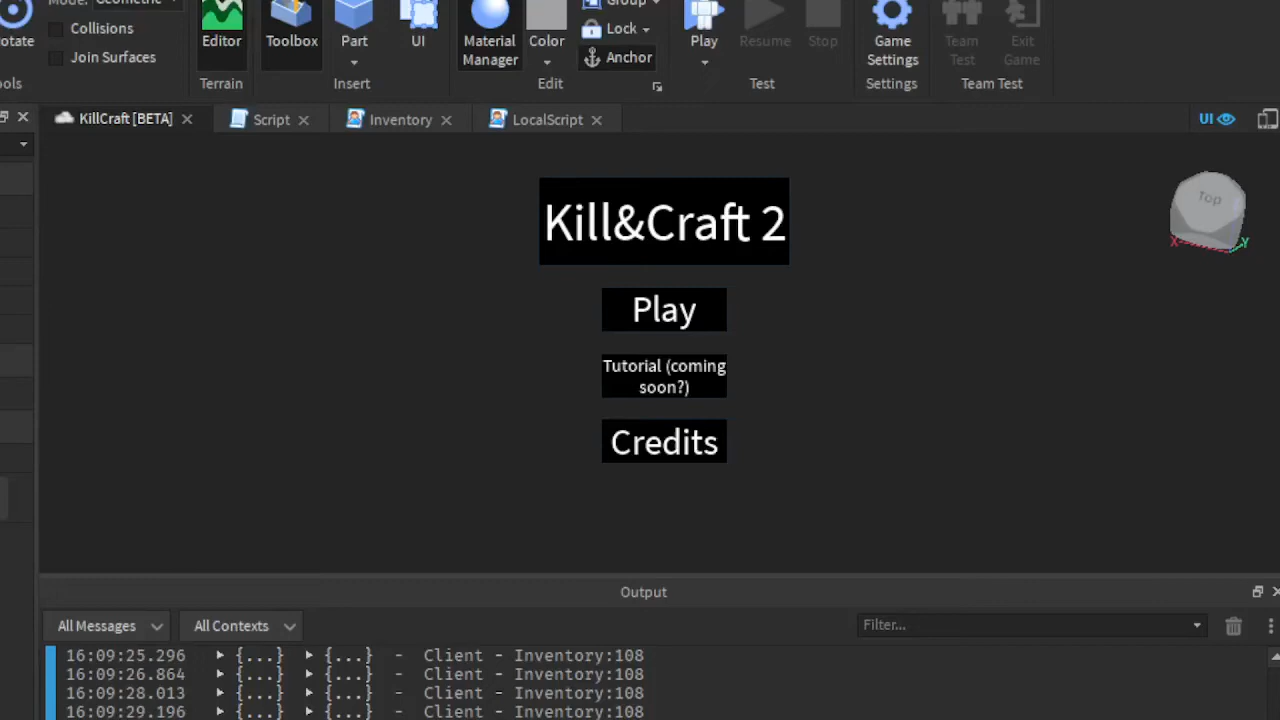 Mode:
Group
Collisions
Lock
Join Surfaces
Editor
Toolbox
Part
UI
Material Manager
Color
Anchor
Play
Resume
Stop
Game Settings
Team Test
Exit Game
Terrain
Insert
Edit
Test
Settings
Team Test
KillCraft [BETA]
Script
Inventory
LocalScript
UI
Top
X
Y
Kill&Craft 2
Play
Tutorial (coming
soon?)
Credits
Output
All Messages
All Contexts
Filter...
16:09:25.296 ▶ {...} ▶ {...} - Client - Inventory:108
16:09:26.864 ▶ {...} ▶ {...} - Client - Inventory:108
16:09:28.013 ▶ {...} ▶ {...} - Client - Inventory:108
16:09:29.196 ▶ {...} ▶ {...} - Client - Inventory:108